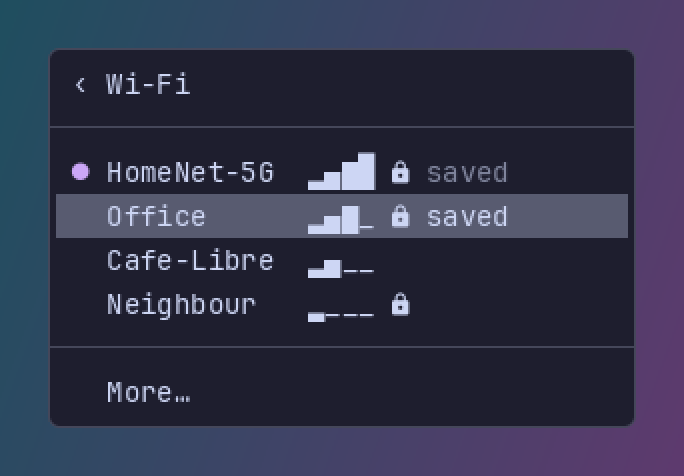 ‹ Wi-Fi
HomeNet-5G saved
Office saved
Cafe-Libre
Neighbour
More…